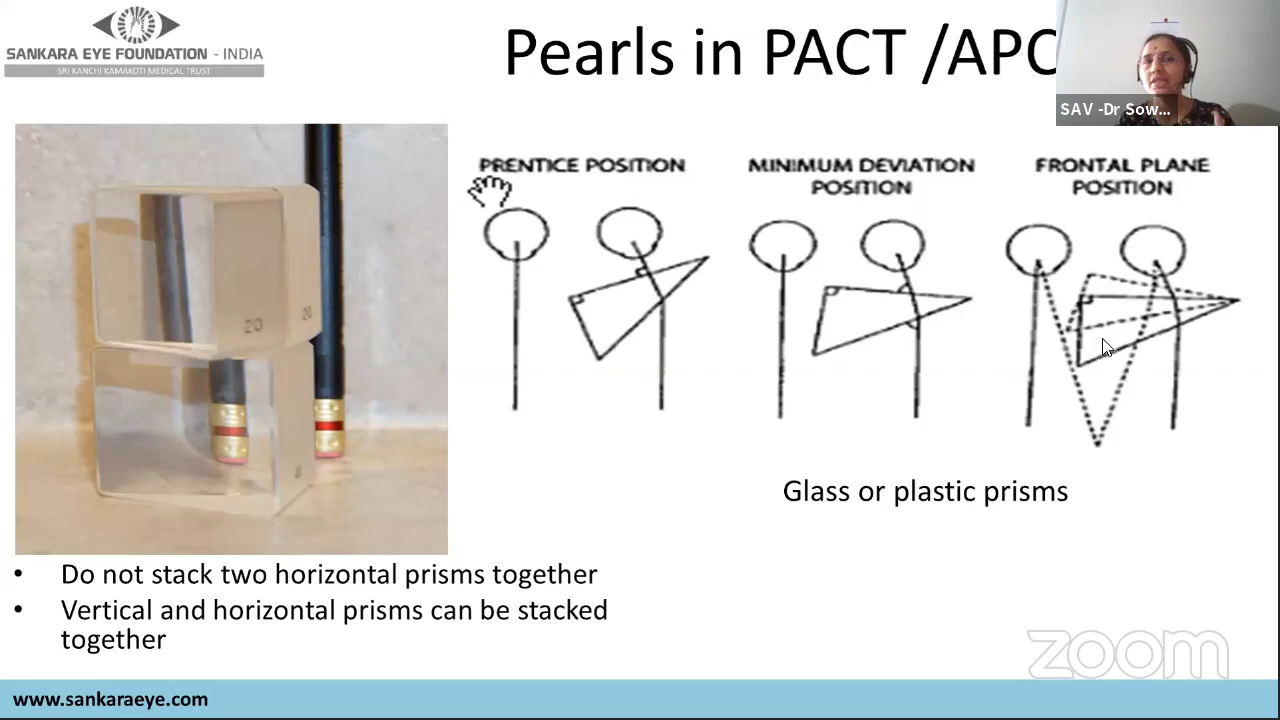 SANKARA EYE FOUNDATION - INDIA
SRI KANCHI KAMAKOTI MEDICAL TRUST
Pearls in PACT /APC
SAV -Dr Sow...
PRENTICE POSITION
MINIMUM DEVIATION
POSITION
FRONTAL PLANE
POSITION
20
20
Glass or plastic prisms
• Do not stack two horizontal prisms together
• Vertical and horizontal prisms can be stacked
together
zoom
www.sankaraeye.com